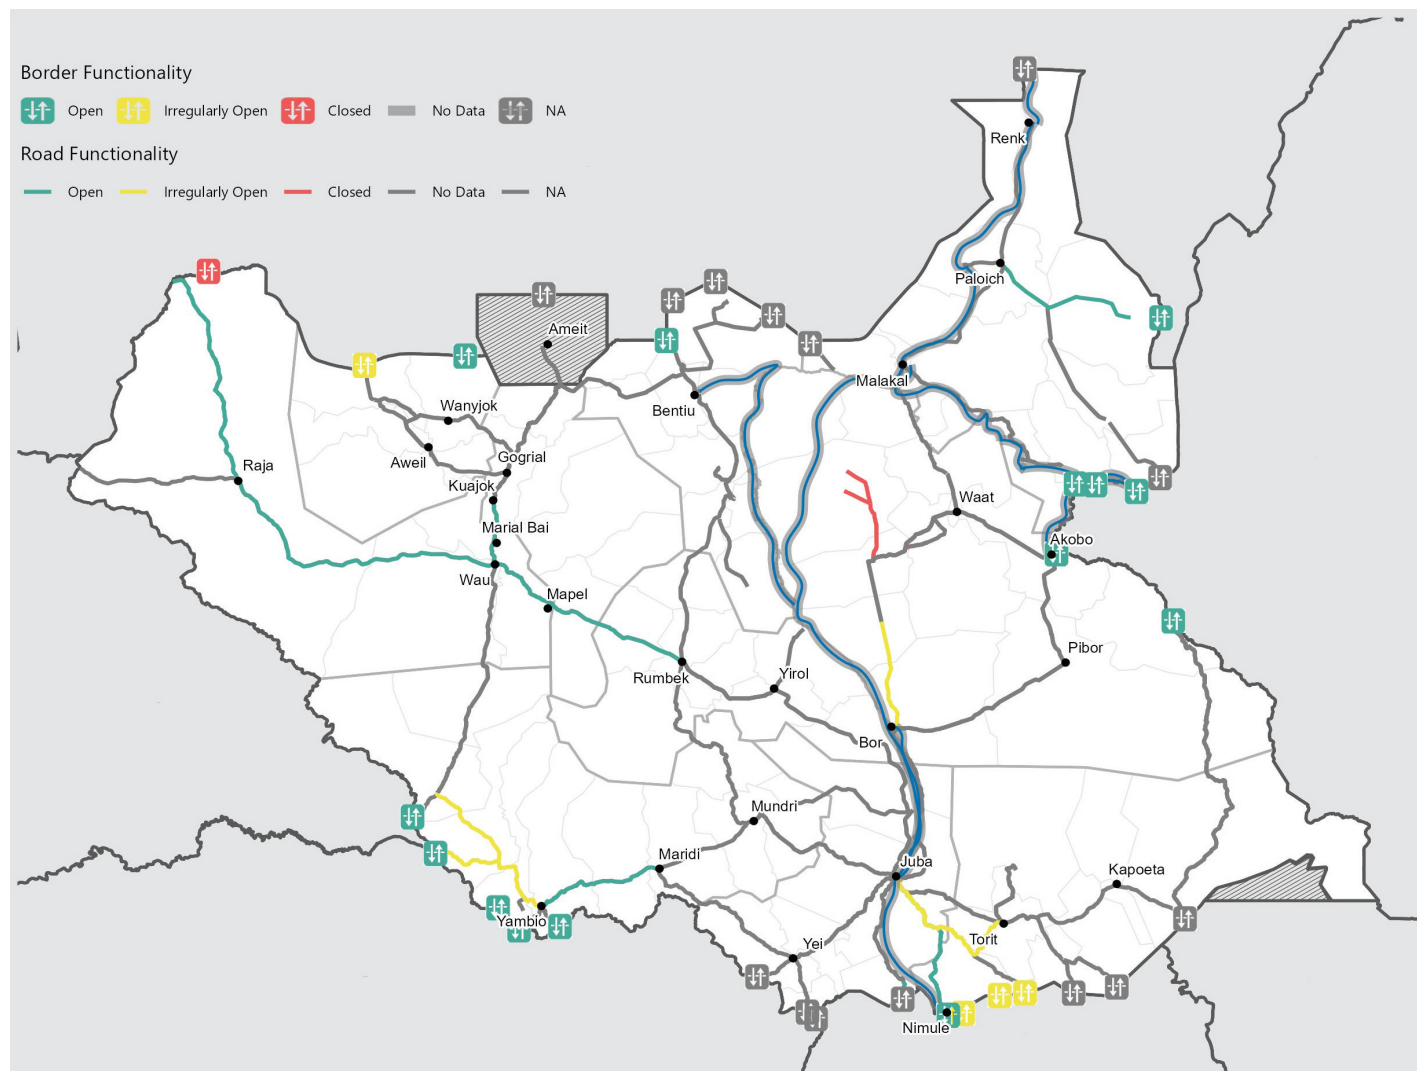 Border Functionality
Open
Irregularly Open
Closed
No Data
NA
Road Functionality
Open
Irregularly Open
Closed
No Data
NA
Renk
Paloich
Ameit
Malakal
Bentiu
Wanyjok
Aweil
Gogrial
Raja
Kuajok
Waat
Marial Bai
Akobo
Wau
Mapel
Pibor
Rumbek
Yirol
Bor
Mundri
Maridi
Juba
Kapoeta
Yambio
Torit
Yei
Nimule